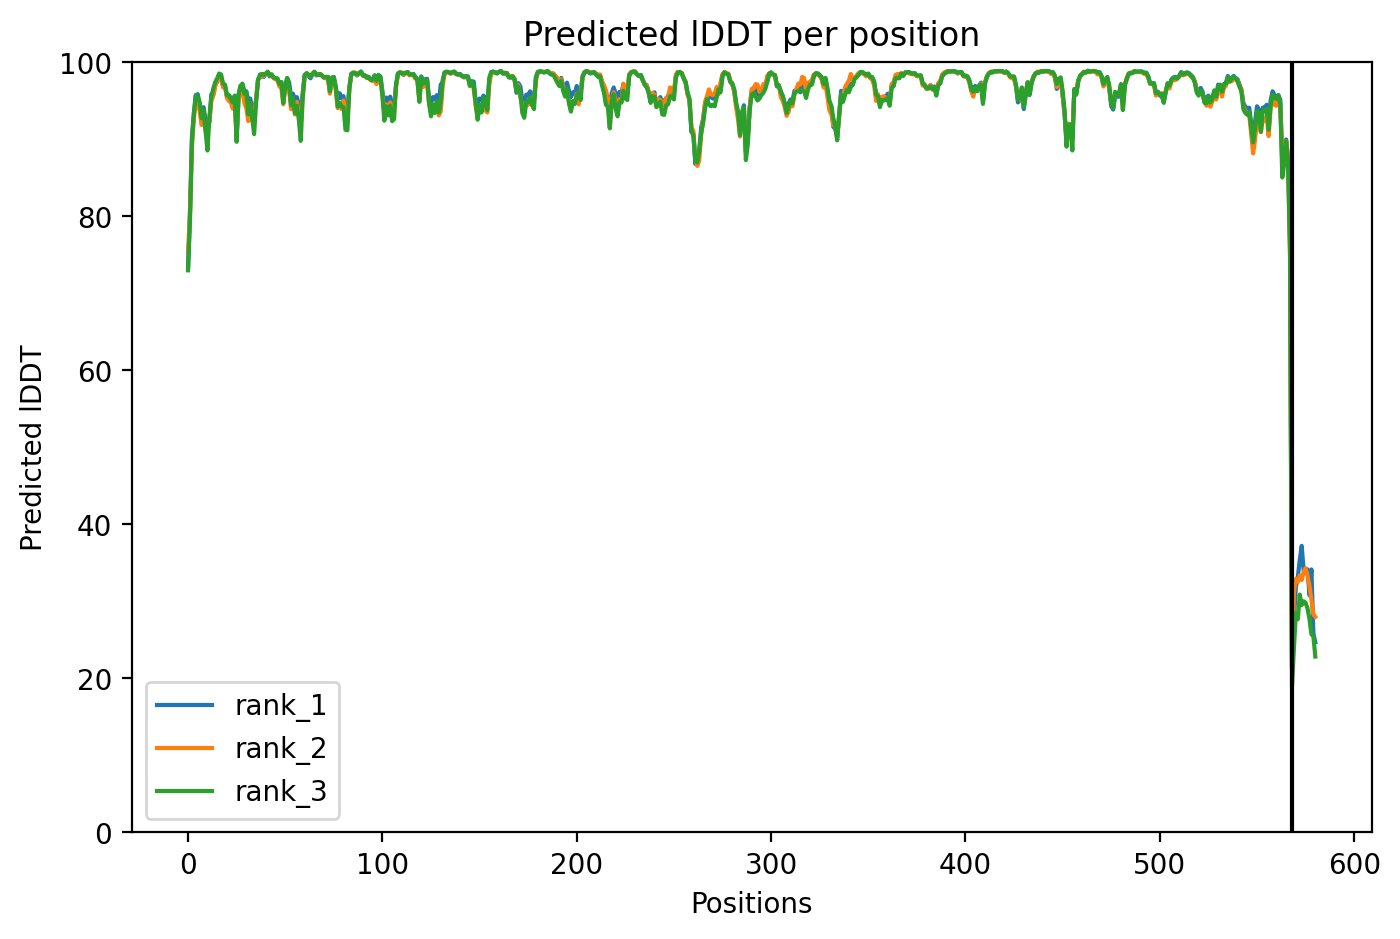 Predicted lDDT per position
100
80
60
40
20
0
Predicted lDDT
rank_1
rank_2
rank_3
0 100 200 300 400 500 600
Positions